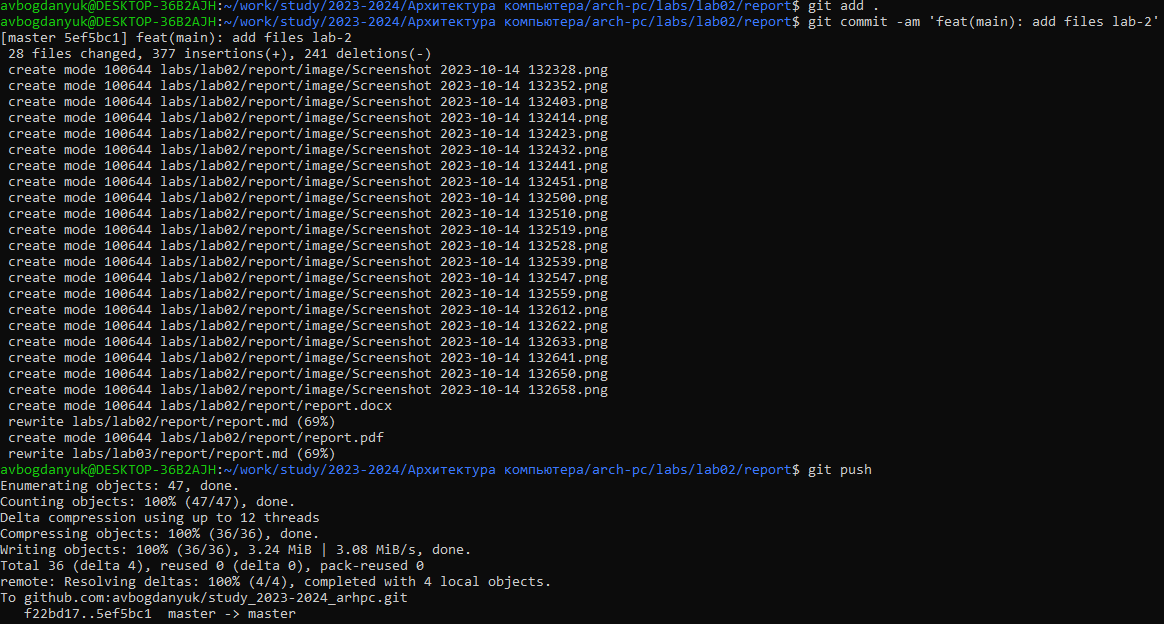 avbogdanyuk@DESKTOP-36B2AJH:~/work/study/2023-2024/Архитектура компьютера/arch-pc/labs/lab02/report$ git add .
avbogdanyuk@DESKTOP-36B2AJH:~/work/study/2023-2024/Архитектура компьютера/arch-pc/labs/lab02/report$ git commit -am 'feat(main): add files lab-2'
[master 5ef5bc1] feat(main): add files lab-2
 28 files changed, 377 insertions(+), 241 deletions(-)
 create mode 100644 labs/lab02/report/image/Screenshot 2023-10-14 132328.png
 create mode 100644 labs/lab02/report/image/Screenshot 2023-10-14 132352.png
 create mode 100644 labs/lab02/report/image/Screenshot 2023-10-14 132403.png
 create mode 100644 labs/lab02/report/image/Screenshot 2023-10-14 132414.png
 create mode 100644 labs/lab02/report/image/Screenshot 2023-10-14 132423.png
 create mode 100644 labs/lab02/report/image/Screenshot 2023-10-14 132432.png
 create mode 100644 labs/lab02/report/image/Screenshot 2023-10-14 132441.png
 create mode 100644 labs/lab02/report/image/Screenshot 2023-10-14 132451.png
 create mode 100644 labs/lab02/report/image/Screenshot 2023-10-14 132500.png
 create mode 100644 labs/lab02/report/image/Screenshot 2023-10-14 132510.png
 create mode 100644 labs/lab02/report/image/Screenshot 2023-10-14 132519.png
 create mode 100644 labs/lab02/report/image/Screenshot 2023-10-14 132528.png
 create mode 100644 labs/lab02/report/image/Screenshot 2023-10-14 132539.png
 create mode 100644 labs/lab02/report/image/Screenshot 2023-10-14 132547.png
 create mode 100644 labs/lab02/report/image/Screenshot 2023-10-14 132559.png
 create mode 100644 labs/lab02/report/image/Screenshot 2023-10-14 132612.png
 create mode 100644 labs/lab02/report/image/Screenshot 2023-10-14 132622.png
 create mode 100644 labs/lab02/report/image/Screenshot 2023-10-14 132633.png
 create mode 100644 labs/lab02/report/image/Screenshot 2023-10-14 132641.png
 create mode 100644 labs/lab02/report/image/Screenshot 2023-10-14 132650.png
 create mode 100644 labs/lab02/report/image/Screenshot 2023-10-14 132658.png
 create mode 100644 labs/lab02/report/report.docx
 rewrite labs/lab02/report/report.md (69%)
 create mode 100644 labs/lab02/report/report.pdf
 rewrite labs/lab03/report/report.md (69%)
avbogdanyuk@DESKTOP-36B2AJH:~/work/study/2023-2024/Архитектура компьютера/arch-pc/labs/lab02/report$ git push
Enumerating objects: 47, done.
Counting objects: 100% (47/47), done.
Delta compression using up to 12 threads
Compressing objects: 100% (36/36), done.
Writing objects: 100% (36/36), 3.24 MiB | 3.08 MiB/s, done.
Total 36 (delta 4), reused 0 (delta 0), pack-reused 0
remote: Resolving deltas: 100% (4/4), completed with 4 local objects.
To github.com:avbogdanyuk/study_2023-2024_arhpc.git
   f22bd17..5ef5bc1  master -> master